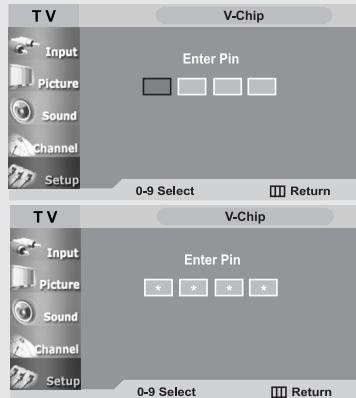 TV
V-Chip
Input
Enter Pin
Picture
Sound
Channel
Setup
0-9 Select
Return
TV
V-Chip
Input
Enter Pin
Picture
* * * *
Sound
Channel
Setup
0-9 Select
Return